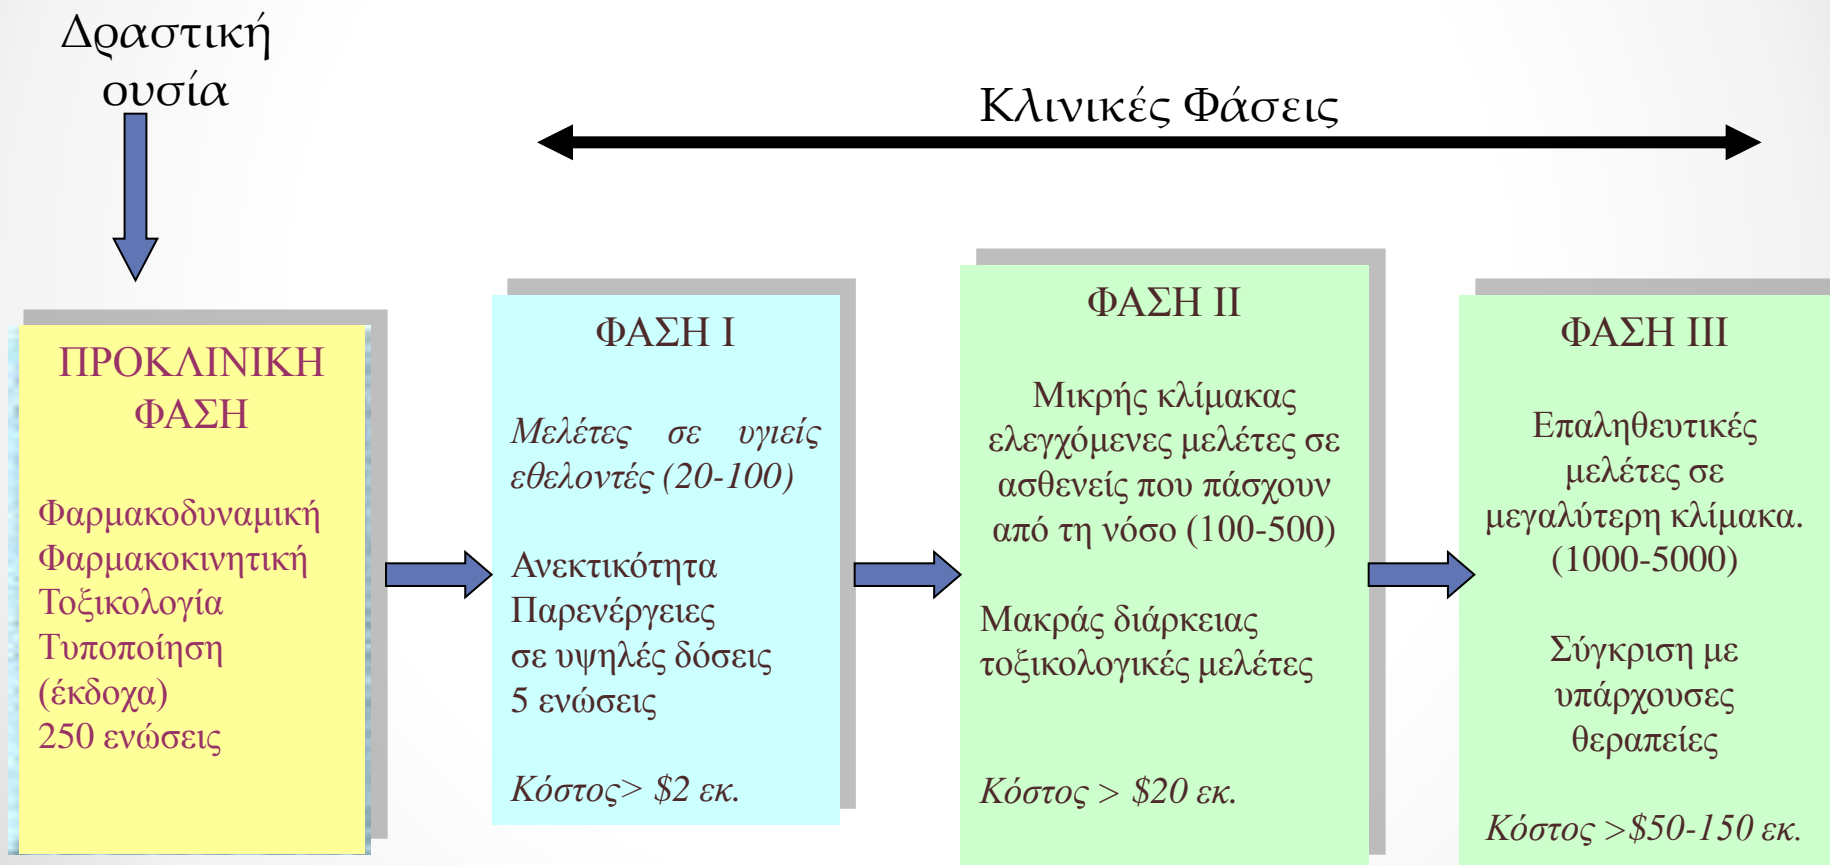 Δραστική
ουσία
Κλινικές Φάσεις
ΠΡΟΚΛΙΝΙΚΗ
ΦΑΣΗ
Φαρμακοδυναμική
Φαρμακοκινητική
Τοξικολογία
Τυποποίηση
(έκδοχα)
250 ενώσεις
ΦΑΣΗ Ι
Μελέτες σε υγιείς
εθελοντές (20-100)
Ανεκτικότητα
Παρενέργειες
σε υψηλές δόσεις
5 ενώσεις
Κόστος> $2 εκ.
ΦΑΣΗ ΙΙ
Μικρής κλίμακας
ελεγχόμενες μελέτες σε
ασθενείς που πάσχουν
από τη νόσο (100-500)
Μακράς διάρκειας
τοξικολογικές μελέτες
Κόστος > $20 εκ.
ΦΑΣΗ ΙΙΙ
Επαληθευτικές
μελέτες σε
μεγαλύτερη κλίμακα.
(1000-5000)
Σύγκριση με
υπάρχουσες
θεραπείες
Κόστος >$50-150 εκ.